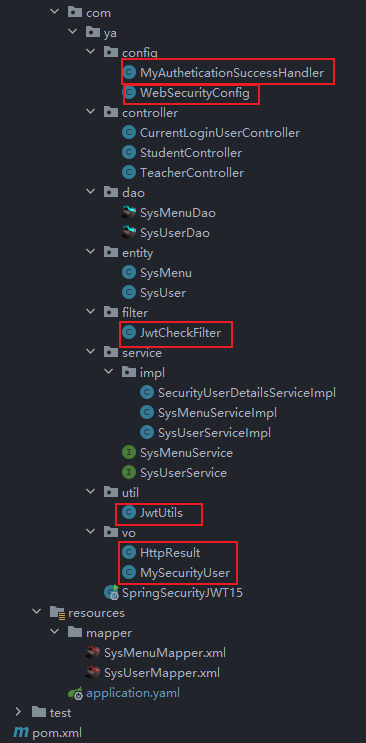 com
ya
config
MyAutheticationSuccessHandler
WebSecurityConfig
controller
CurrentLoginUserController
StudentController
TeacherController
dao
SysMenuDao
SysUserDao
entity
SysMenu
SysUser
filter
JwtCheckFilter
service
impl
SecurityUserDetailsServiceImpl
SysMenuServiceImpl
SysUserServiceImpl
SysMenuService
SysUserService
util
JwtUtils
vo
HttpResult
MySecurityUser
SpringSecurityJWT15
resources
mapper
SysMenuMapper.xml
SysUserMapper.xml
application.yaml
test
pom.xml